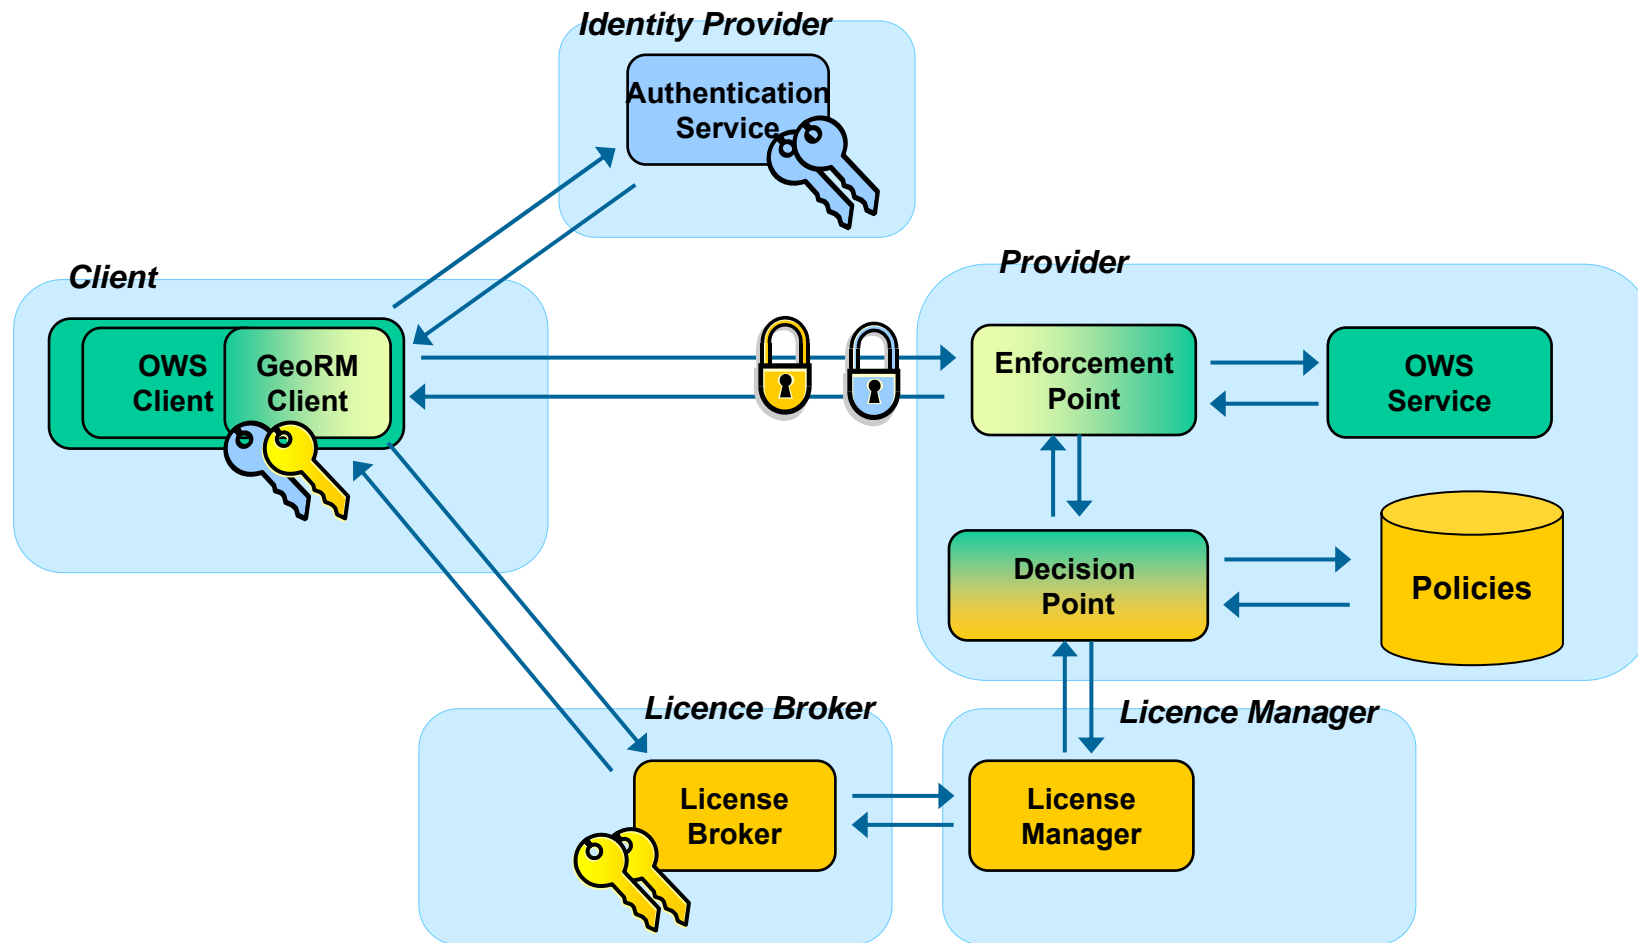 Identity Provider
Authentication
Service
Client
OWS
Client
GeoRM
Client
Provider
Enforcement
Point
OWS
Service
Decision
Point
Policies
Licence Broker
License
Broker
Licence Manager
License
Manager